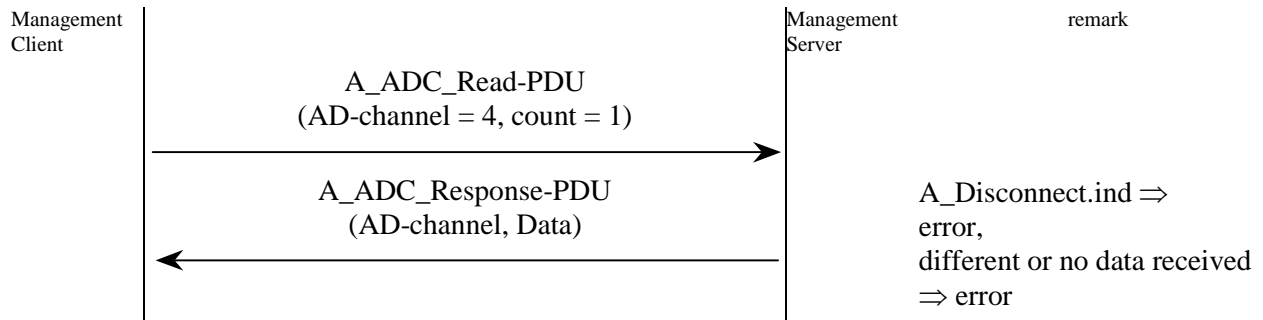 Management
Client
Management
Server
remark
A_ADC_Read-PDU
(AD-channel = 4, count = 1)
A_ADC_Response-PDU
(AD-channel, Data)
A_Disconnect.ind ⇒
error,
different or no data received
⇒ error